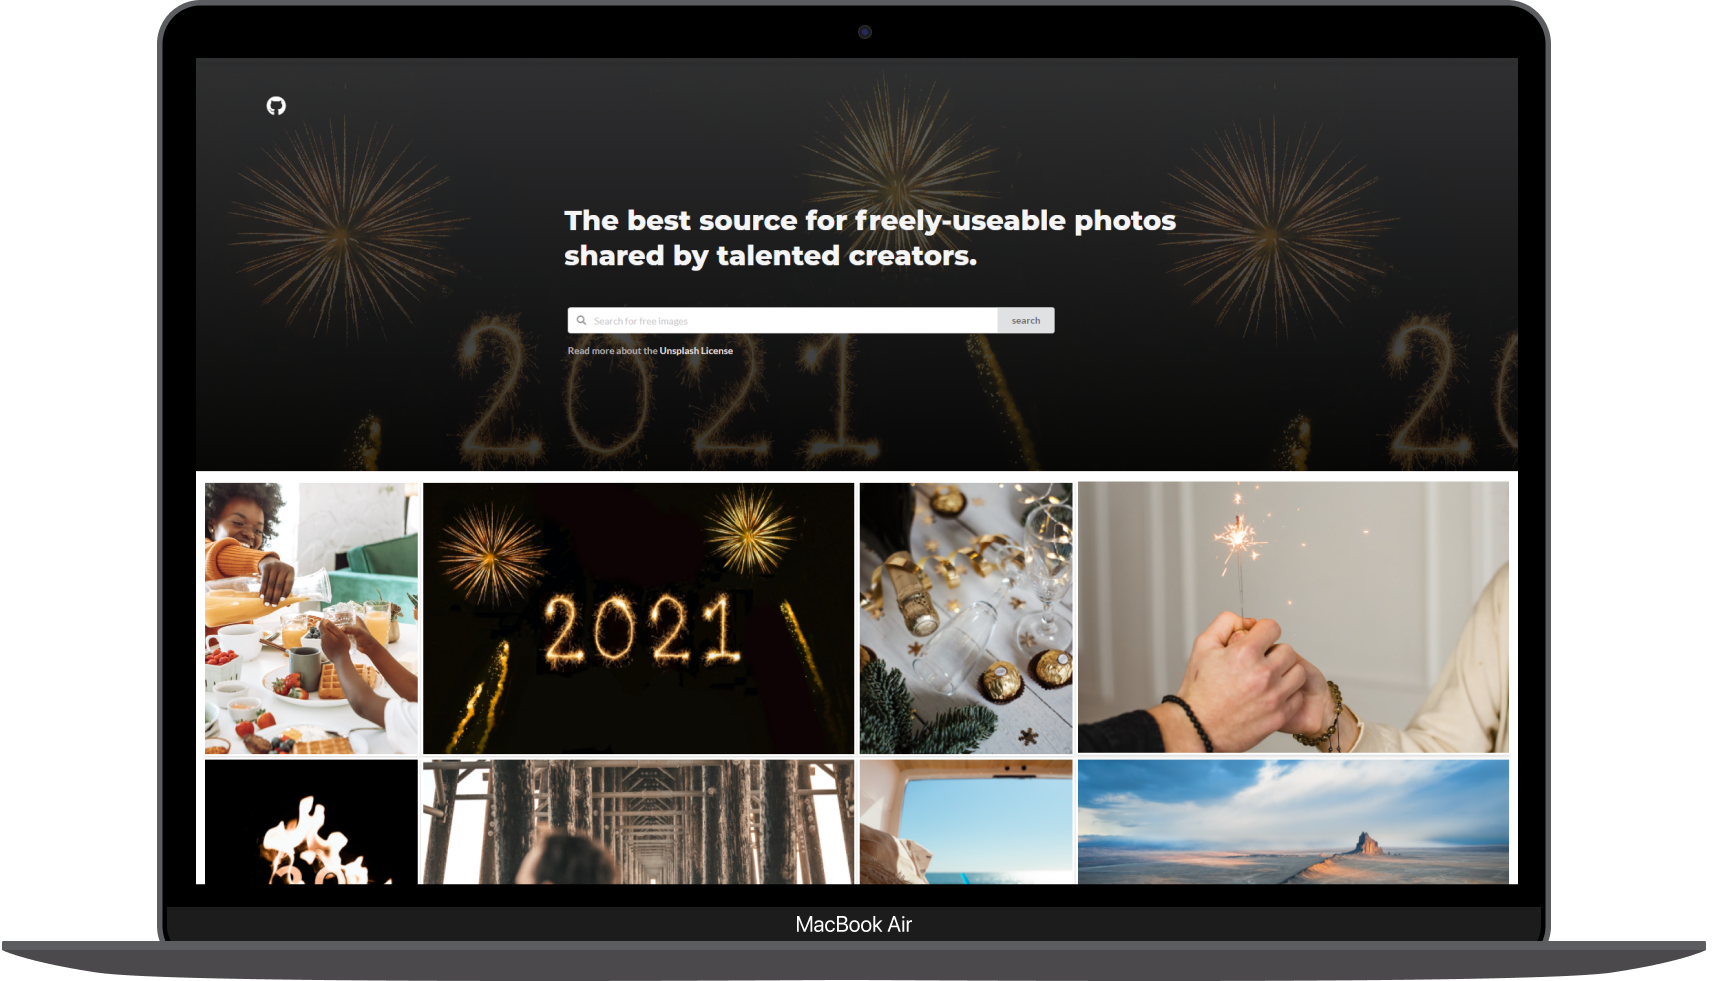 The best source for freely-useable photos
shared by talented creators.
Search for free images
search
Read more about the Unsplash License
2021
20
2021
MacBook Air